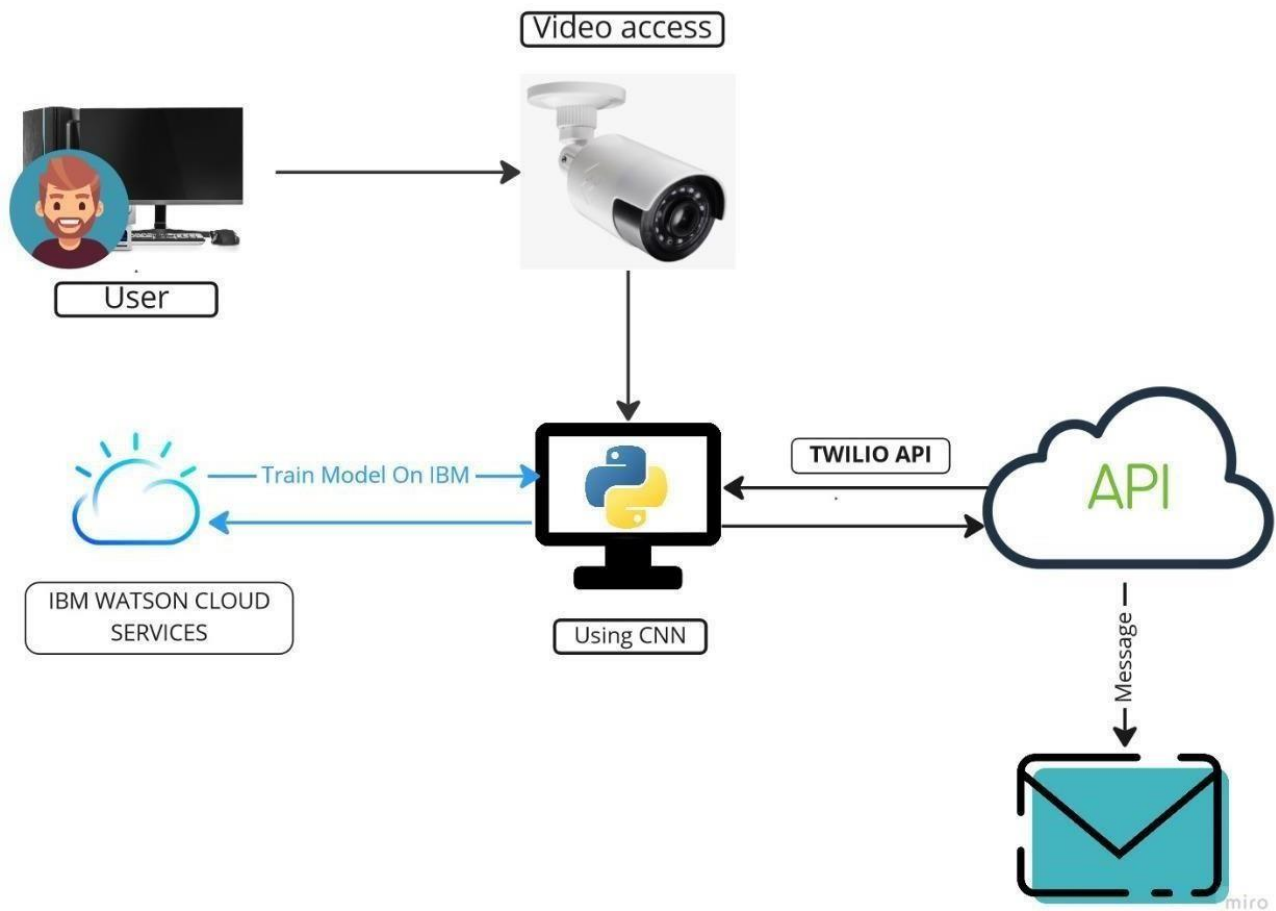 Video access
User
Train Model On IBM
TWILIO API
API
IBM WATSON CLOUD
SERVICES
Using CNN
Message
miro